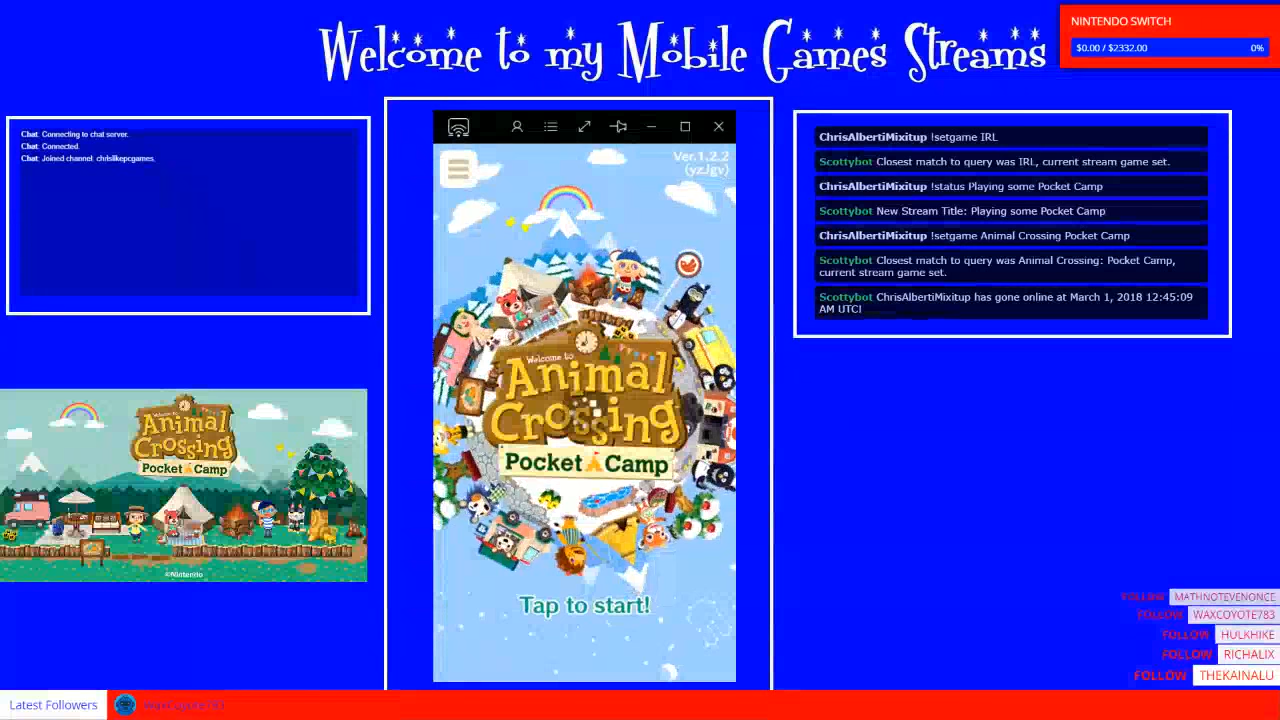 Welcome to my Mobile Games Streams
NINTENDO SWITCH
$0.00 / $2332.00
0%
Chat: Connecting to chat server.
Chat: Connected.
Chat: Joined channel: chrislikepcgames.
Ver.1.2.2
(yzJgv)
Welcome to
Animal
Crossing
Pocket Camp
Tap to start!
ChrisAlbertiMixitup !setgame IRL
Scottybot Closest match to query was IRL, current stream game set.
ChrisAlbertiMixitup !status Playing some Pocket Camp
Scottybot New Stream Title: Playing some Pocket Camp
ChrisAlbertiMixitup !setgame Animal Crossing Pocket Camp
Scottybot Closest match to query was Animal Crossing: Pocket Camp,
current stream game set.
Scottybot ChrisAlbertiMixitup has gone online at March 1, 2018 12:45:09
AM UTC!
Welcome to
Animal
Crossing
Pocket Camp
©Nintendo
FOLLOW MATHNOTEVENONCE
FOLLOW WAXCOYOTE783
FOLLOW HULKHIKE
FOLLOW RICHALIX
FOLLOW THEKAINALU
Latest Followers